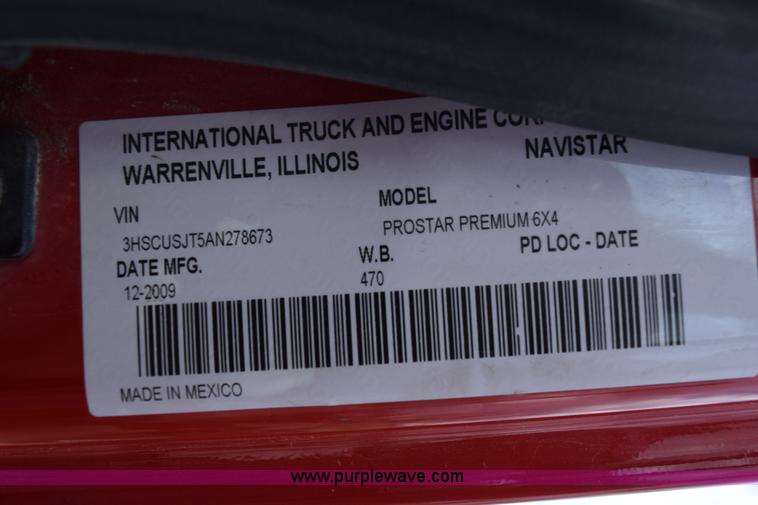 INTERNATIONAL TRUCK AND ENGINE
WARRENVILLE, ILLINOIS NAVISTAR
VIN MODEL
3HSCUSJT5AN278673 PROSTAR PREMIUM 6X4
DATE MFG. W.B. PD LOC - DATE
12-2009 470
MADE IN MEXICO
www.purplewave.com